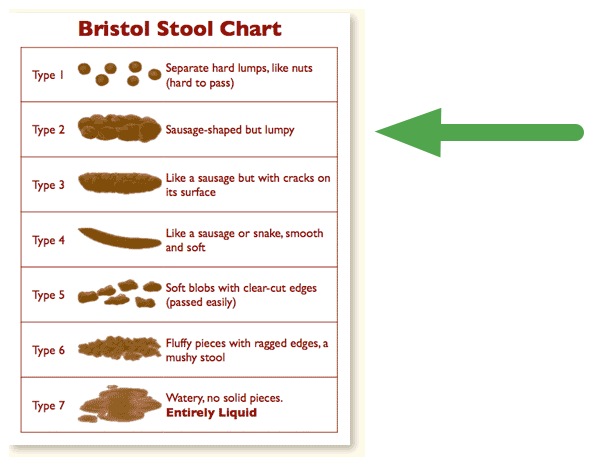 Bristol Stool Chart
Type 1
Separate hard lumps, like nuts
(hard to pass)
Type 2
Sausage-shaped but lumpy
Type 3
Like a sausage but with cracks on
its surface
Type 4
Like a sausage or snake, smooth
and soft
Type 5
Soft blobs with clear-cut edges
(passed easily)
Type 6
Fluffy pieces with ragged edges, a
mushy stool
Type 7
Watery, no solid pieces.
Entirely Liquid